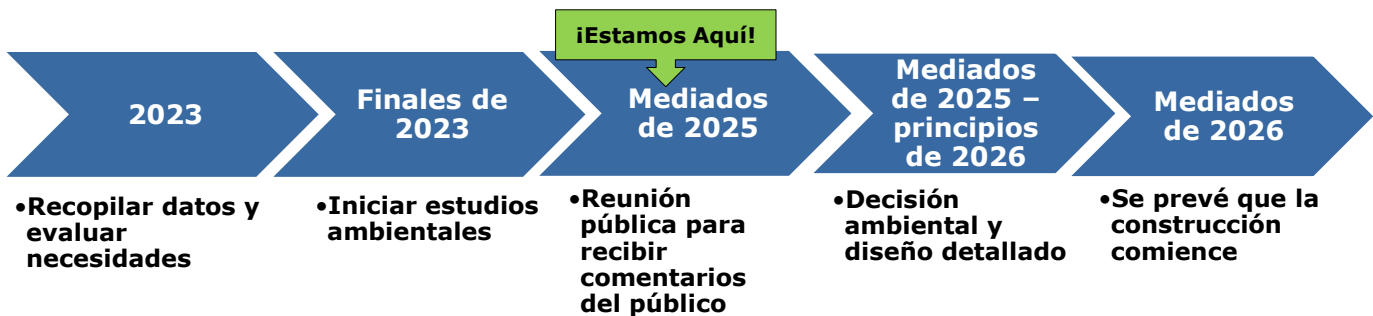 ¡Estamos Aquí!
2023
Finales de
2023
Mediados
de 2025
Mediados
de 2025 –
principios
de 2026
Mediados
de 2026
•Recopilar datos y
evaluar
necesidades
•Iniciar estudios
ambientales
•Reunión
pública para
recibir
comentarios
del público
•Decisión
ambiental y
diseño detallado
•Se prevé que la
construcción
comience